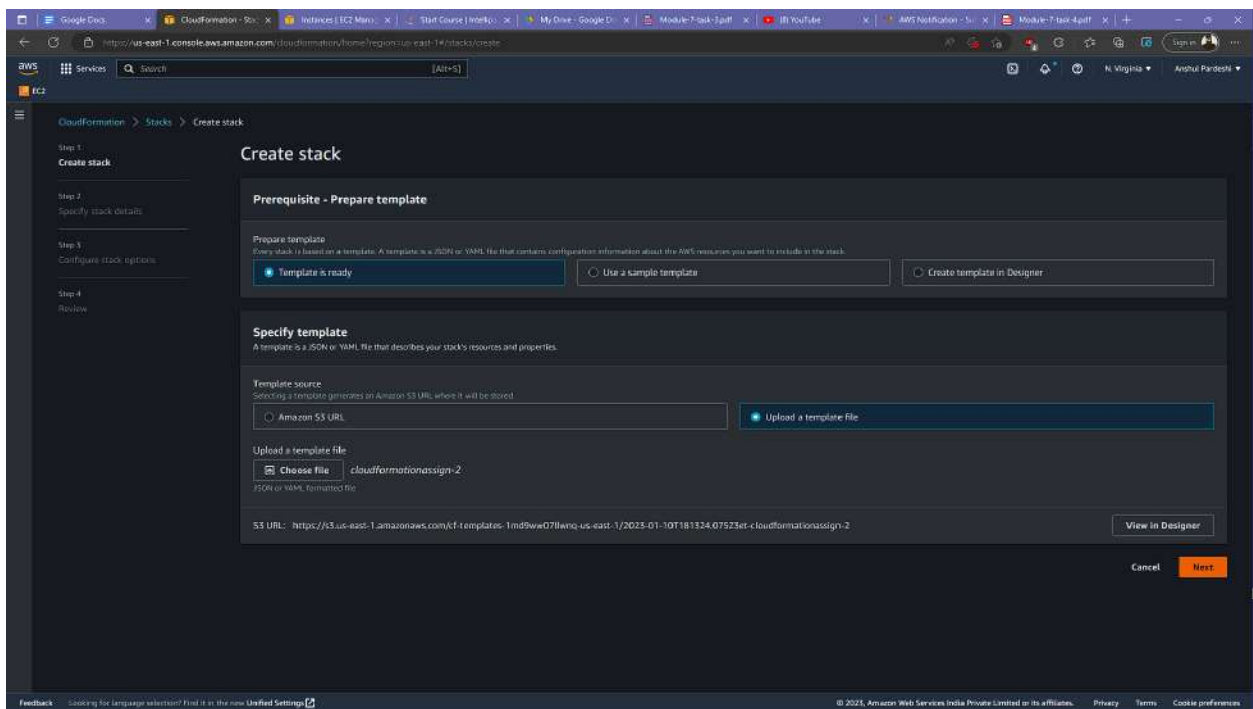 Google Docs
CloudFormation - Stac
Instances | EC2 Mana
Start Course | Intellip
My Drive - Google Dr
Module-7-task-3.pdf
YouTube
AWS Notification - Su
Module-7-task-4.pdf
https://us-east-1.console.aws.amazon.com/cloudformation/home?region=us-east-1#/stacks/create
Sign in
aws
Services
Search
[Alt+S]
N. Virginia
Anshul Pardeshi
EC2
CloudFormation > Stacks > Create stack
Step 1
Create stack
Step 2
Specify stack details
Step 3
Configure stack options
Step 4
Review
Create stack
Prerequisite - Prepare template
Prepare template
Every stack is based on a template. A template is a JSON or YAML file that contains configuration information about the AWS resources you want to include in the stack.
Template is ready
Use a sample template
Create template in Designer
Specify template
A template is a JSON or YAML file that describes your stack's resources and properties.
Template source
Selecting a template generates an Amazon S3 URL where it will be stored.
Amazon S3 URL
Upload a template file
Upload a template file
Choose file
cloudformationassign-2
JSON or YAML formatted file
S3 URL: https://s3.us-east-1.amazonaws.com/cf-templates-1md9ww078wnq-us-east-1/2023-01-10T181324.07523et-cloudformationassign-2
View in Designer
Cancel
Next
Feedback
Looking for language selection? Find it in the new Unified Settings
© 2023, Amazon Web Services India Private Limited or its affiliates.
Privacy
Terms
Cookie preferences